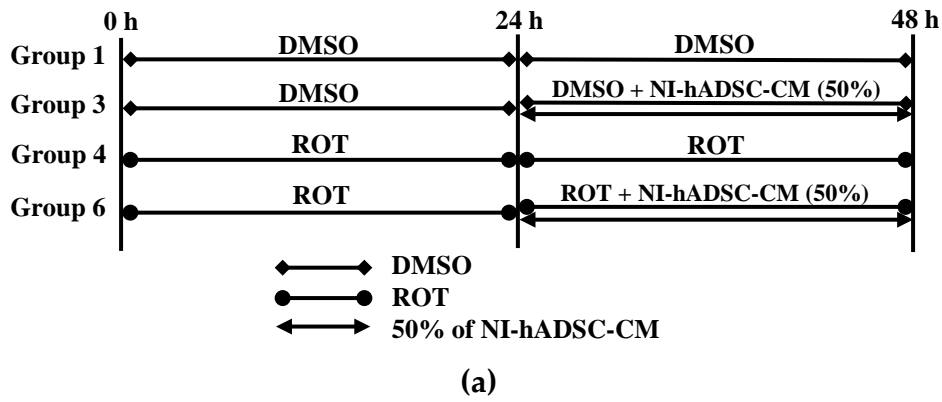 0 h 24 h 48 h
Group 1 DMSO DMSO
Group 3 DMSO DMSO + NI-hADSC-CM (50%)
Group 4 ROT ROT
Group 6 ROT ROT + NI-hADSC-CM (50%)
DMSO
ROT
50% of NI-hADSC-CM
(a)